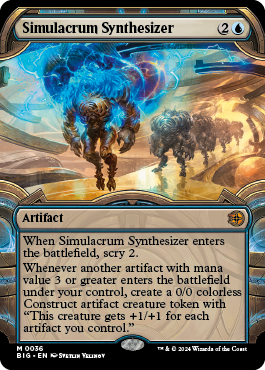 Simulacrum Synthesizer 2
Artifact
When Simulacrum Synthesizer enters
the battlefield, scry 2.
Whenever another artifact with mana
value 3 or greater enters the battlefield
under your control, create a 0/0 colorless
Construct artifact creature token with
“This creature gets +1/+1 for each
artifact you control.”
M 0036
BIG • EN Svetlin Velinov
™ & © 2024 Wizards of the Coast